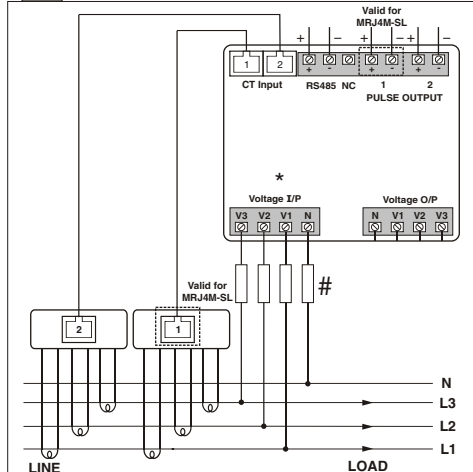 Valid for
MRJ4M-SL
+ − + − + −
1 2
+ - + - + -
CT Input RS485 NC 1 2
PULSE OUTPUT
*
Voltage I/P Voltage O/P
V3 V2 V1 N N V1 V2 V3
Valid for
MRJ4M-SL
#
2 1
N
L3
L2
L1
LINE LOAD